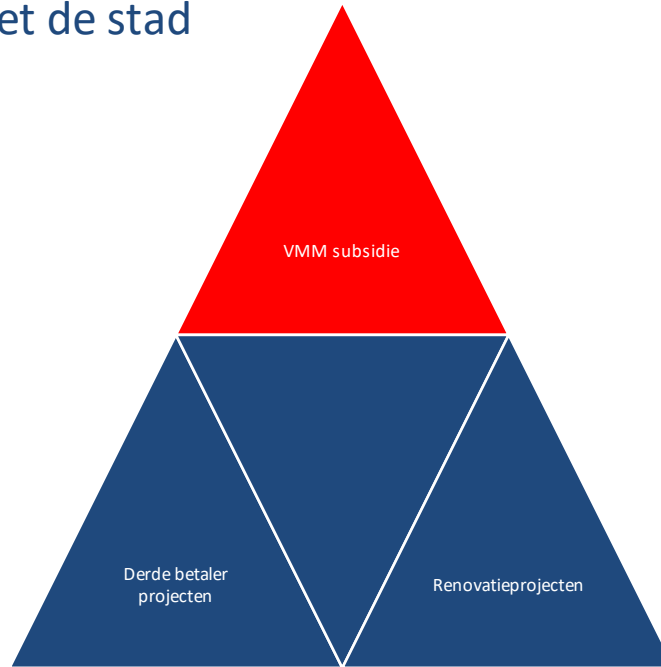 et de stad
VMM subsidie
Derde betaler
projecten
Renovatieprojecten